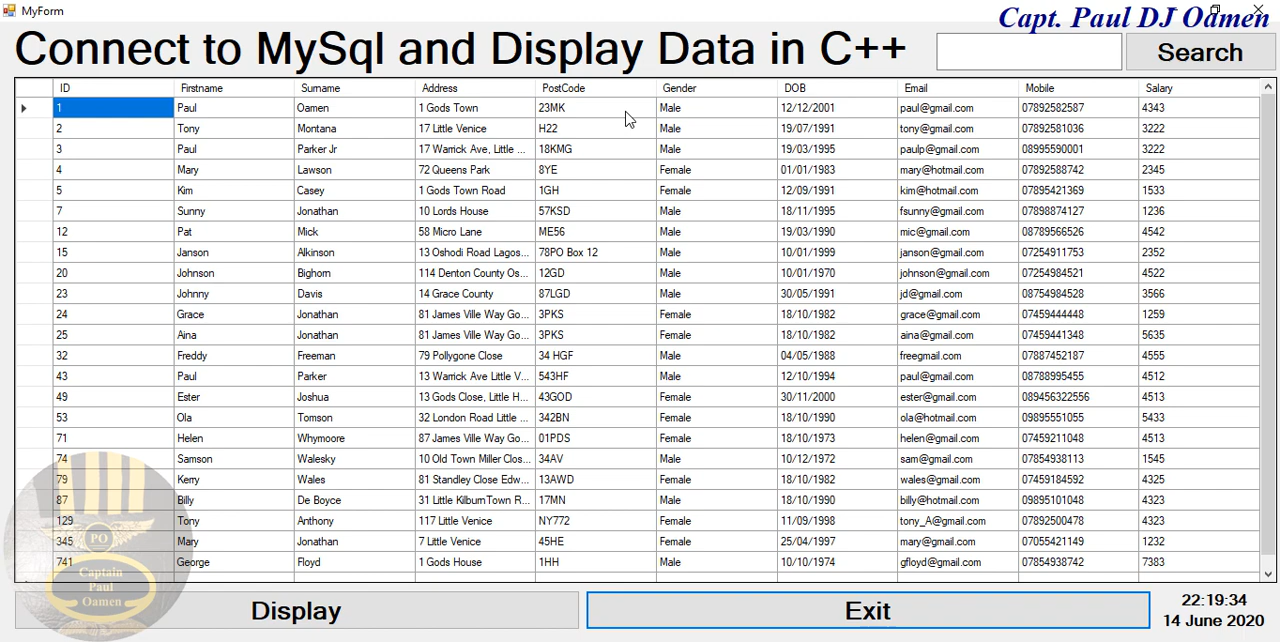 MyForm
Capt. Paul DJ Oamen
Connect to MySql and Display Data in C++
Search
ID Firstname Surname Address PostCode Gender DOB Email Mobile Salary
1 Paul Oamen 1 Gods Town 23MK Male 12/12/2001 paul@gmail.com 07892582587 4343
2 Tony Montana 17 Little Venice H22 Male 19/07/1991 tony@gmail.com 07892581036 3222
3 Paul Parker Jr 17 Warrick Ave, Little ... 18KMG Male 19/03/1995 paulp@gmail.com 08995590001 3222
4 Mary Lawson 72 Queens Park 8YE Female 01/01/1983 mary@hotmail.com 07892588742 2345
5 Kim Casey 1 Gods Town Road 1GH Female 12/09/1991 kim@hotmail.com 07895421369 1533
7 Sunny Jonathan 10 Lords House 57KSD Male 18/11/1995 fsunny@gmail.com 07898874127 1236
12 Pat Mick 58 Micro Lane ME56 Male 19/03/1990 mic@gmail.com 08789566526 4542
15 Janson Alkinson 13 Oshodi Road Lagos... 78PO Box 12 Male 10/01/1999 janson@gmail.com 07254911753 2352
20 Johnson Bighorn 114 Denton County Os... 12GD Male 10/01/1970 johnson@gmail.com 07254984521 4522
23 Johnny Davis 14 Grace County 87LGD Male 30/05/1991 jd@gmail.com 08754984528 3566
24 Grace Jonathan 81 James Ville Way Go... 3PKS Female 18/10/1982 grace@gmail.com 07459444448 1259
25 Aina Jonathan 81 James Ville Way Go... 3PKS Female 18/10/1982 aina@gmail.com 07459441348 5635
32 Freddy Freeman 79 Pollygone Close 34 HGF Male 04/05/1988 freegmail.com 07887452187 4555
43 Paul Parker 13 Warrick Ave Little V... 543HF Male 12/10/1994 paul@gmail.com 08788995455 4512
49 Ester Joshua 13 Gods Close, Little H... 43GOD Female 30/11/2000 ester@gmail.com 089456322556 4513
53 Ola Tomson 32 London Road Little ... 342BN Female 18/10/1990 ola@hotmail.com 09895551055 5433
71 Helen Whymoore 87 James Ville Way Go... 01PDS Female 18/10/1973 helen@gmail.com 07459211048 4513
74 Samson Walesky 10 Old Town Miller Clos... 34AV Male 10/12/1972 sam@gmail.com 07854938113 1545
79 Kerry Wales 81 Standley Close Edw... 13AWD Female 18/10/1982 wales@gmail.com 07459184592 4325
87 Billy De Boyce 31 Little KilburnTown R... 17MN Male 18/10/1990 billy@hotmail.com 09895101048 4323
129 Tony Anthony 117 Little Venice NY772 Female 11/09/1998 tony_A@gmail.com 07892500478 4323
345 Mary Jonathan 7 Little Venice 45HE Female 25/04/1997 mary@gmail.com 07055421149 1232
741 George Floyd 1 Gods House 1HH Male 10/10/1974 gfloyd@gmail.com 07854938742 7383
PO
Captain
Paul
Oamen
Display
Exit
22:19:34
14 June 2020